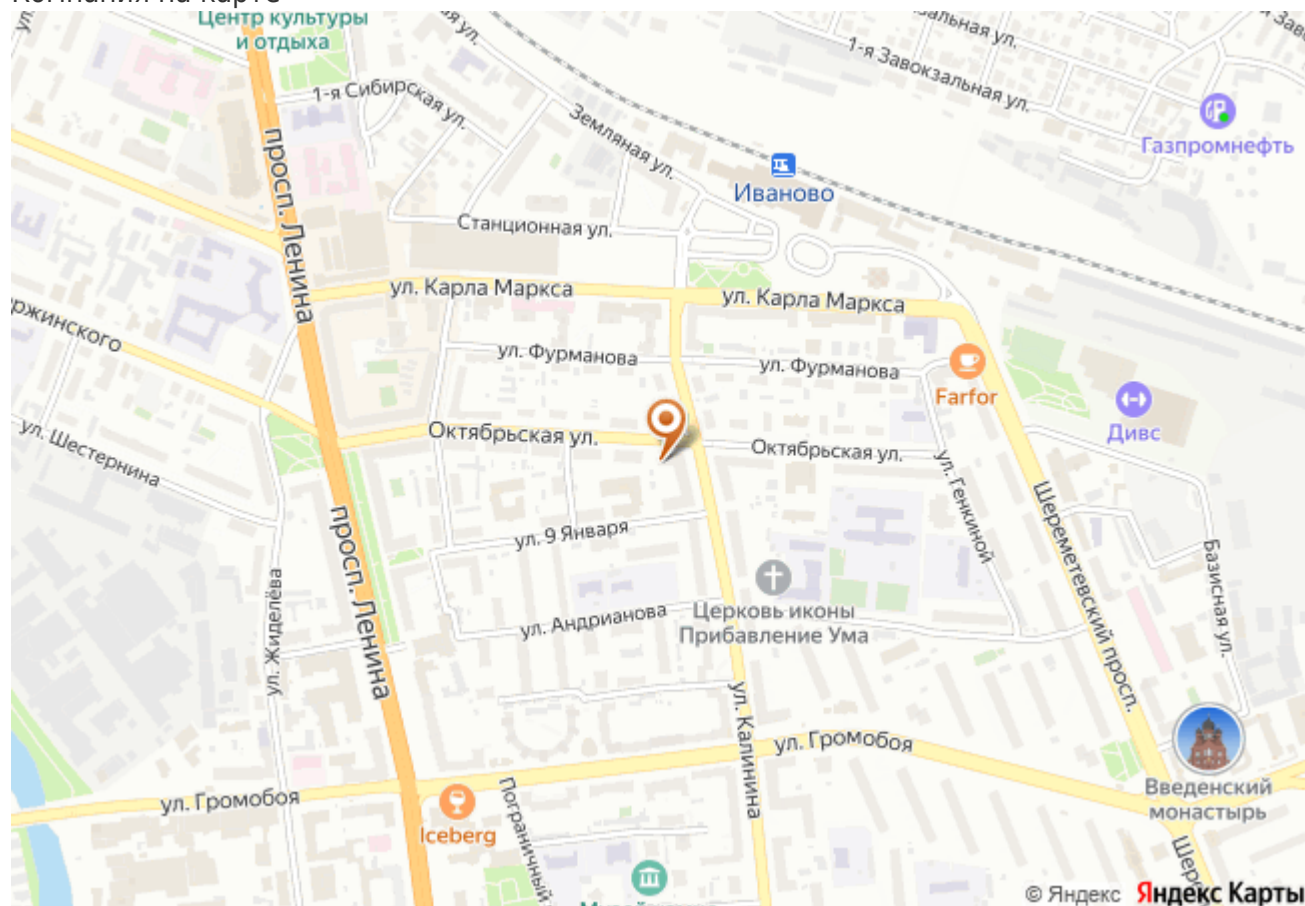 Компания на карте
Центр культуры
и отдыха
1-я Сибирская ул.
просп. Ленина
Земляная ул.
1-я Завокзальная ул.
Газпромнефть
Иваново
Станционная ул.
ул. Карла Маркса
ул. Карла Маркса
ул. Фурманова
ул. Фурманова
Farfor
Дивс
Октябрьская ул.
Октябрьская ул.
ул. Шестернина
ул. Генкиной
Шереметевский просп.
Базисная ул.
просп. Ленина
ул. 9 Января
ул. Жиделёва
ул. Андрианова
Церковь иконы
Прибавление Ума
ул. Калинина
ул. Громобоя
ул. Громобоя
Введенский
монастырь
Iceberg
Пограничный
© Яндекс Яндекс Карты